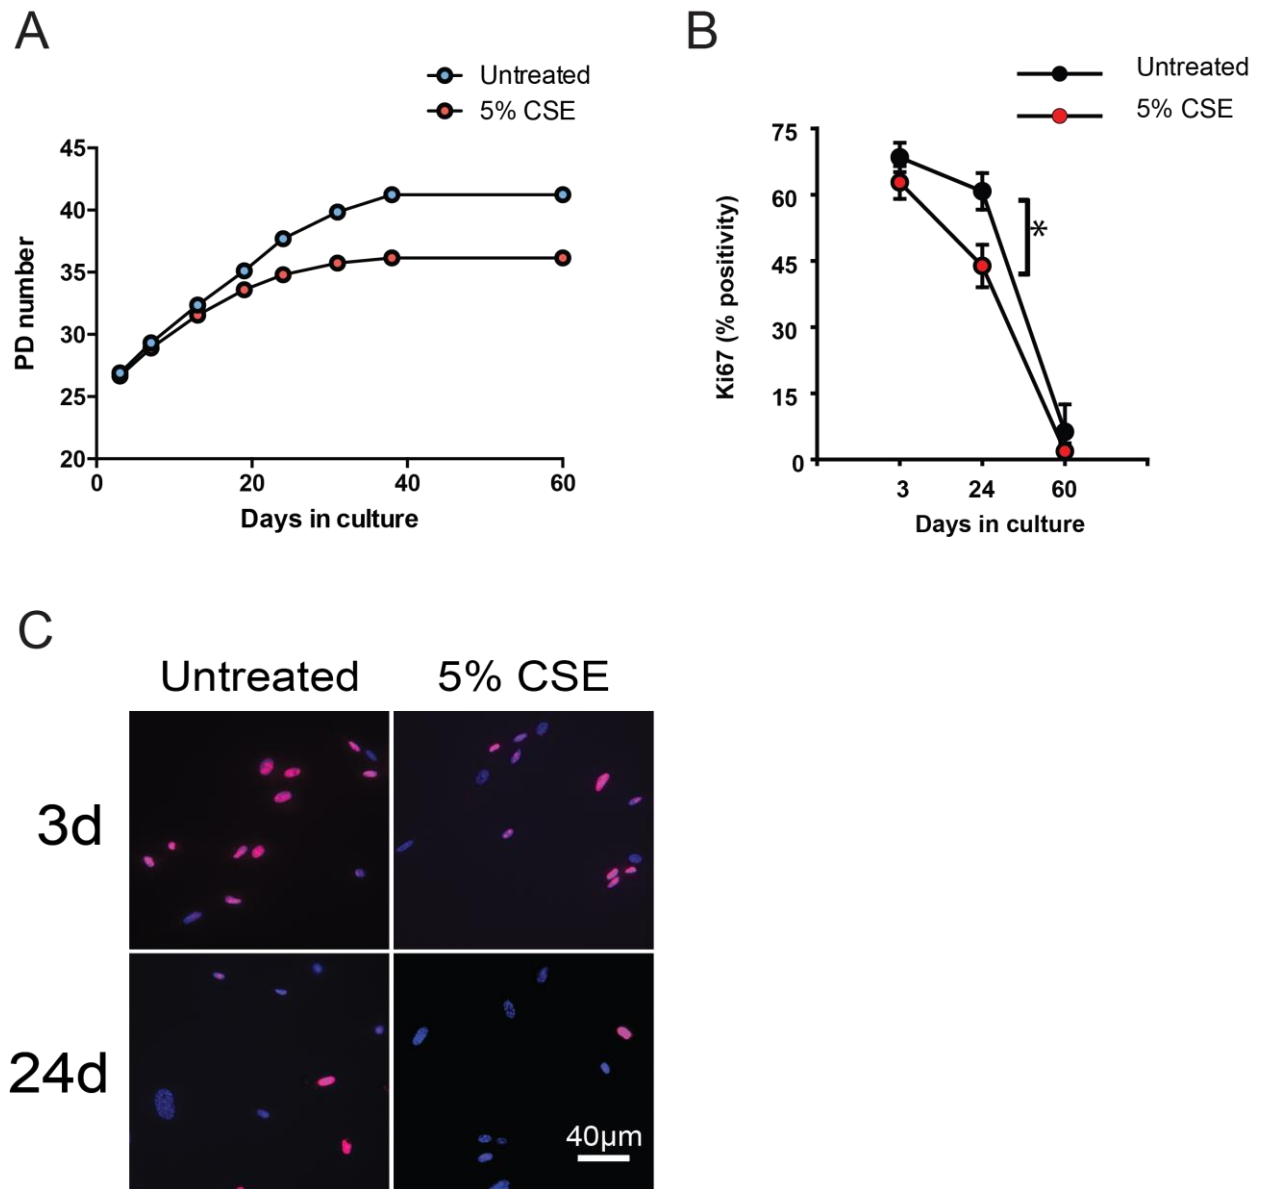 A
Untreated
5% CSE
45
40
35
30
25
20
PD number
0
20
40
60
Days in culture
B
Untreated
5% CSE
75
60
45
30
15
0
Ki67 (% positivity)
*
3
24
60
Days in culture
C
Untreated
5% CSE
3d
24d
40µm